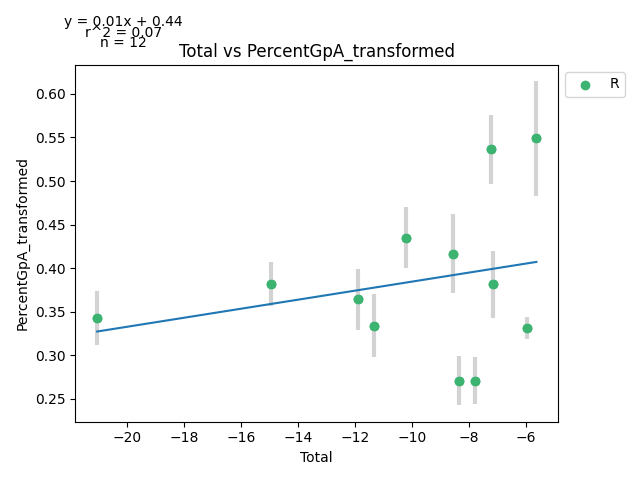 y = 0.01x + 0.44
r^2 = 0.07
n = 12
Total vs PercentGpA_transformed
R
PercentGpA_transformed
0.60
0.55
0.50
0.45
0.40
0.35
0.30
0.25
−20
−18
−16
−14
−12
−10
−8
−6
Total